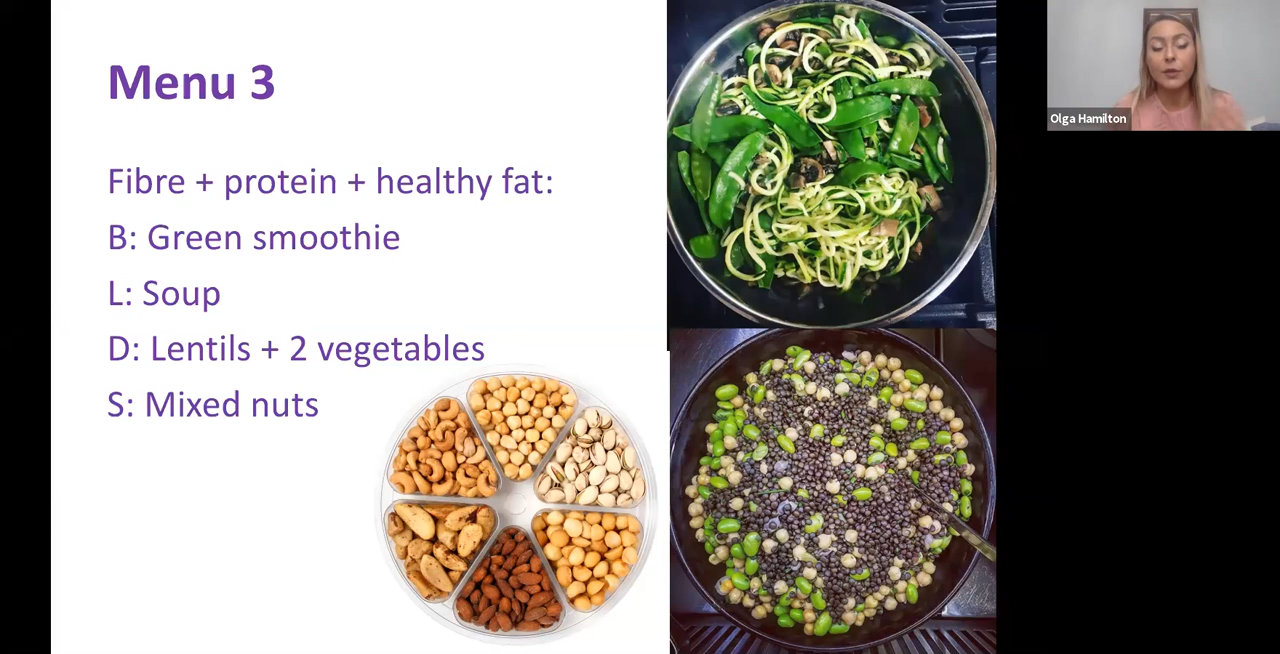 Menu 3
Fibre + protein + healthy fat:
B: Green smoothie
L: Soup
D: Lentils + 2 vegetables
S: Mixed nuts
Olga Hamilton